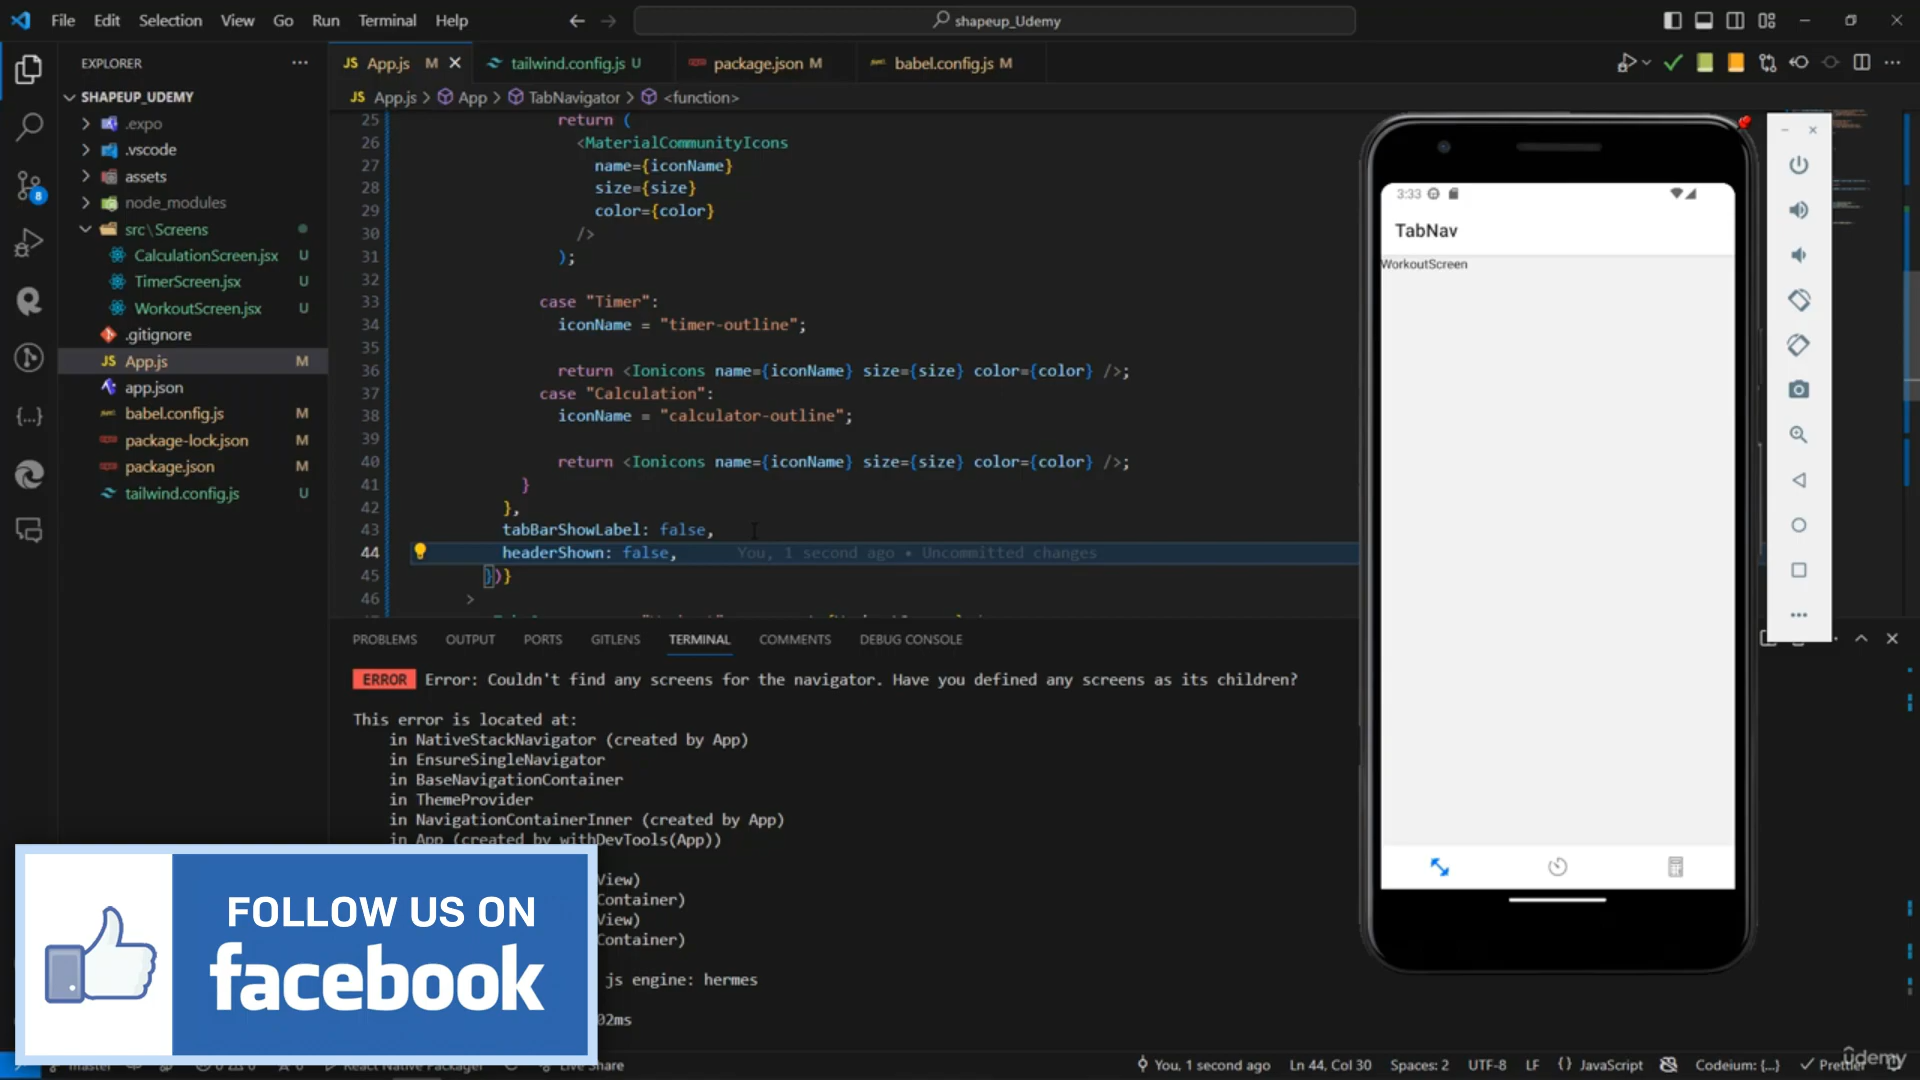 File Edit Selection View Go Run Terminal Help
shapeup_Udemy
EXPLORER
SHAPEUP_UDEMY
.expo
.vscode
assets
node_modules
src\Screens
CalculationScreen.jsx U
TimerScreen.jsx U
WorkoutScreen.jsx U
.gitignore
JS App.js M
app.json
babel.config.js M
package-lock.json M
package.json M
tailwind.config.js U
8
JS App.js M
tailwind.config.js U
package.json M
babel.config.js M
JS App.js > App > TabNavigator > <function>
25 return (
26 <MaterialCommunityIcons
27 name={iconName}
28 size={size}
29 color={color}
30 />
31 );
32
33 case "Timer":
34 iconName = "timer-outline";
35
36 return <Ionicons name={iconName} size={size} color={color} />;
37 case "Calculation":
38 iconName = "calculator-outline";
39
40 return <Ionicons name={iconName} size={size} color={color} />;
41 }
42 },
43 tabBarShowLabel: false,
44 headerShown: false, You, 1 second ago • Uncommitted changes
45 })}
46 >
PROBLEMS OUTPUT PORTS GITLENS TERMINAL COMMENTS DEBUG CONSOLE
ERROR Error: Couldn't find any screens for the navigator. Have you defined any screens as its children?
This error is located at:
in NativeStackNavigator (created by App)
in EnsureSingleNavigator
in BaseNavigationContainer
in ThemeProvider
in NavigationContainerInner (created by App)
in App (created by withDevTools(App))
View)
Container)
View)
Container)
js engine: hermes
02ms
3:33
TabNav
WorkoutScreen
FOLLOW US ON
facebook
You, 1 second ago Ln 44, Col 30 Spaces: 2 UTF-8 LF {} JavaScript Codeium: {...} Prettier
udemy